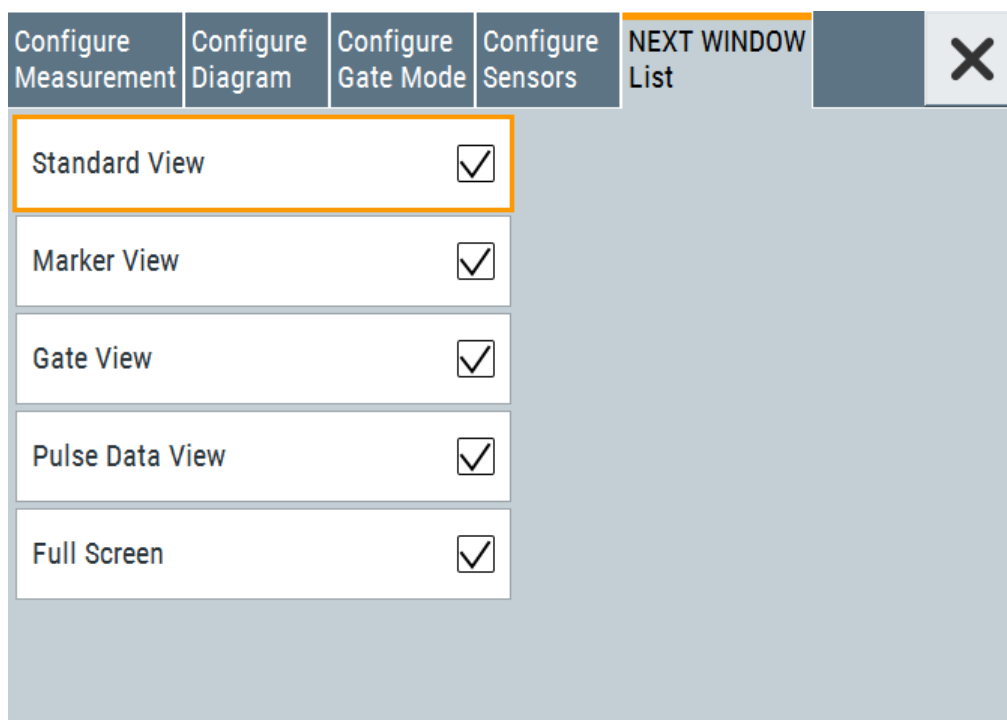 Configure
Measurement
Configure
Diagram
Configure
Gate Mode
Configure
Sensors
NEXT WINDOW
List
Standard View
Marker View
Gate View
Pulse Data View
Full Screen